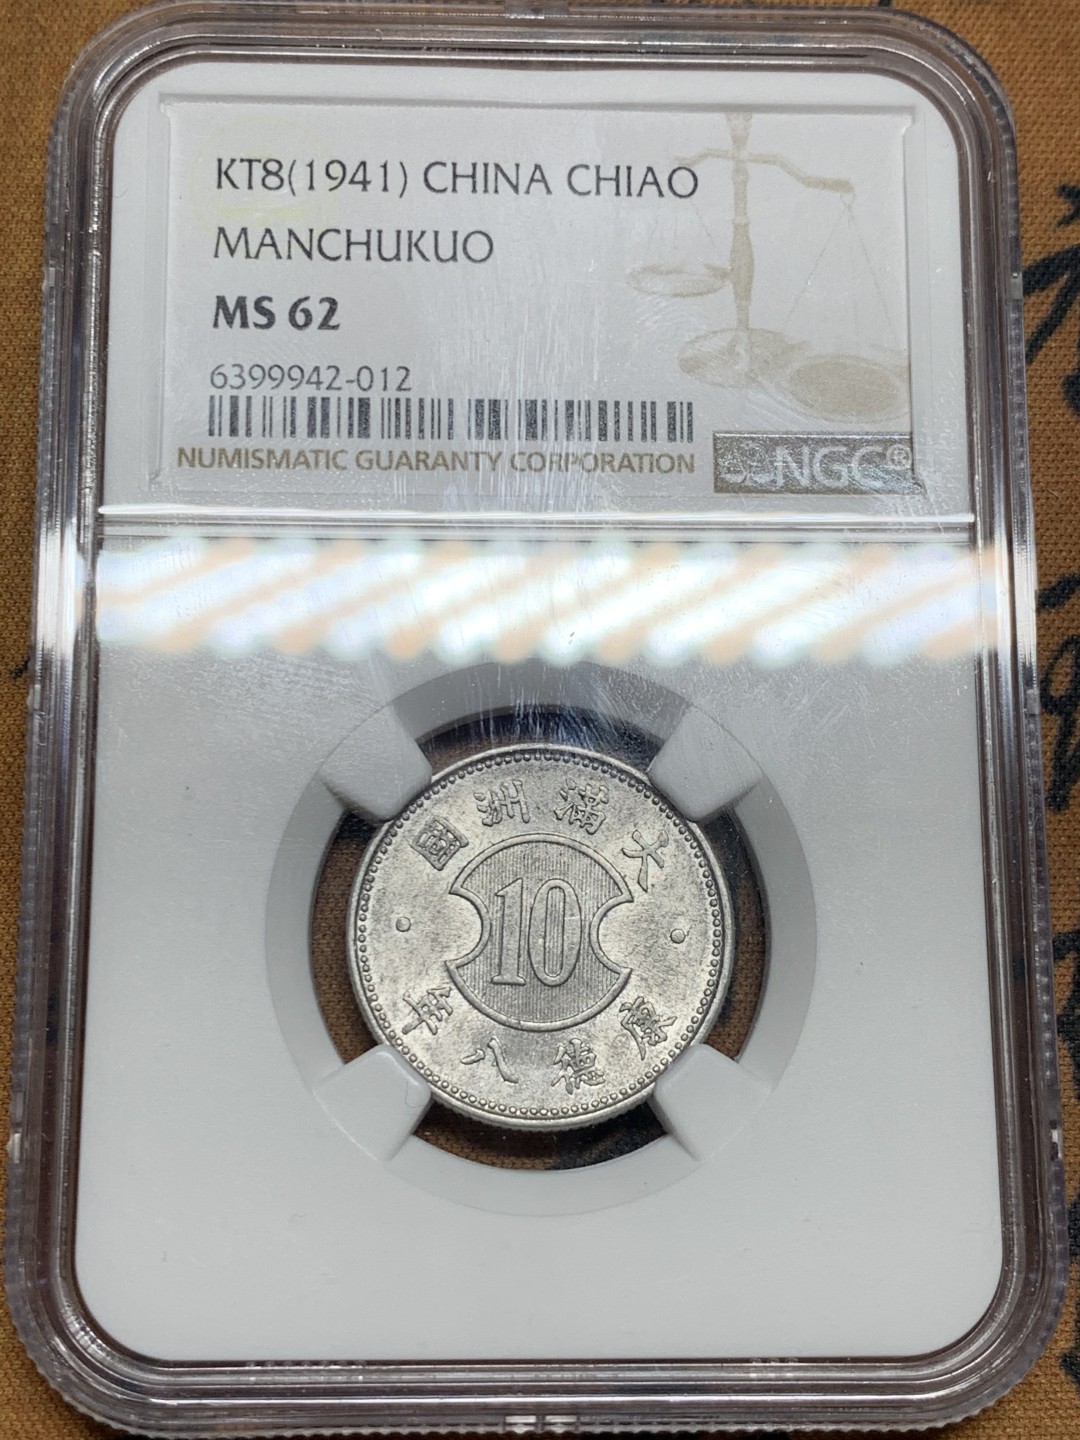 KT8(1941) CHINA CHIAO
MANCHUKUO
MS 62
6399942-012
NUMISMATIC GUARANTY CORPORATION
NGC®
大滿洲國
10
康德八年